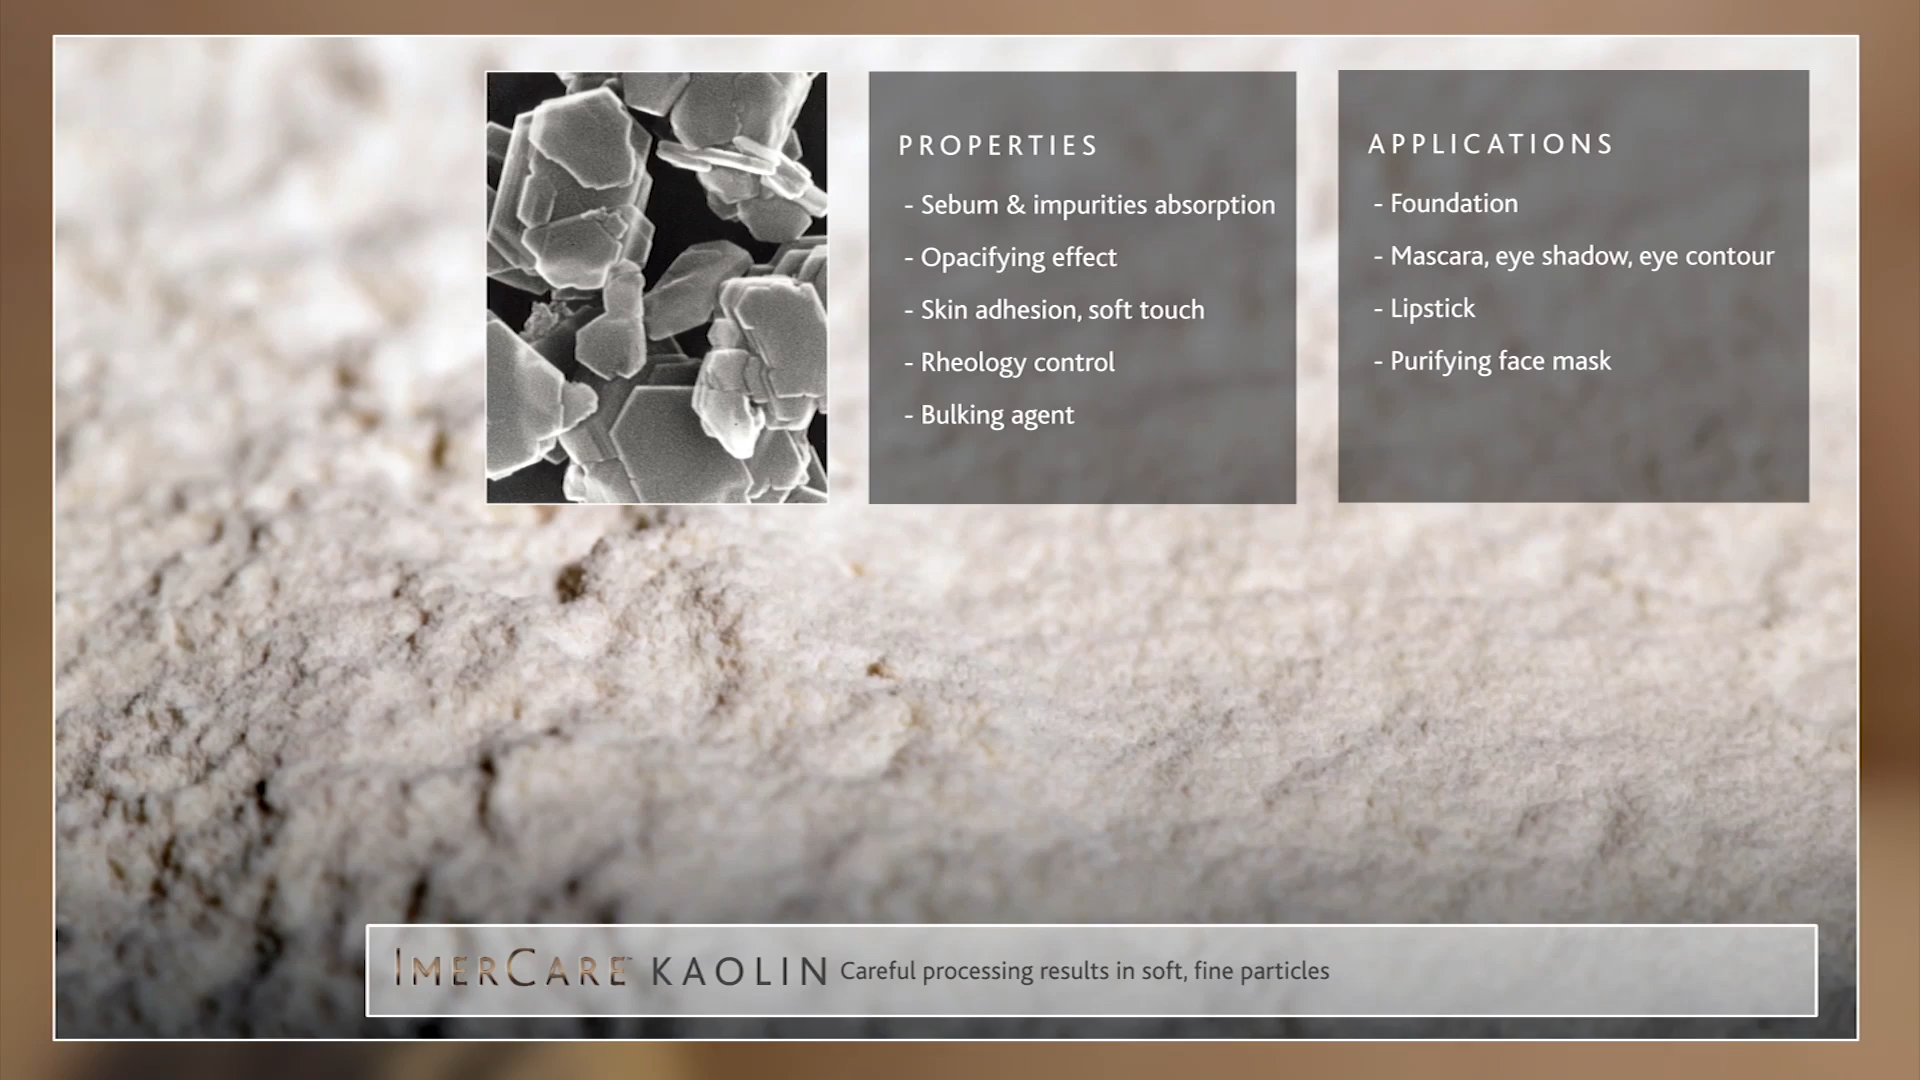 PROPERTIES
- Sebum & impurities absorption
- Opacifying effect
- Skin adhesion, soft touch
- Rheology control
- Bulking agent
APPLICATIONS
- Foundation
- Mascara, eye shadow, eye contour
- Lipstick
- Purifying face mask
IMERCARE™ KAOLIN Careful processing results in soft, fine particles